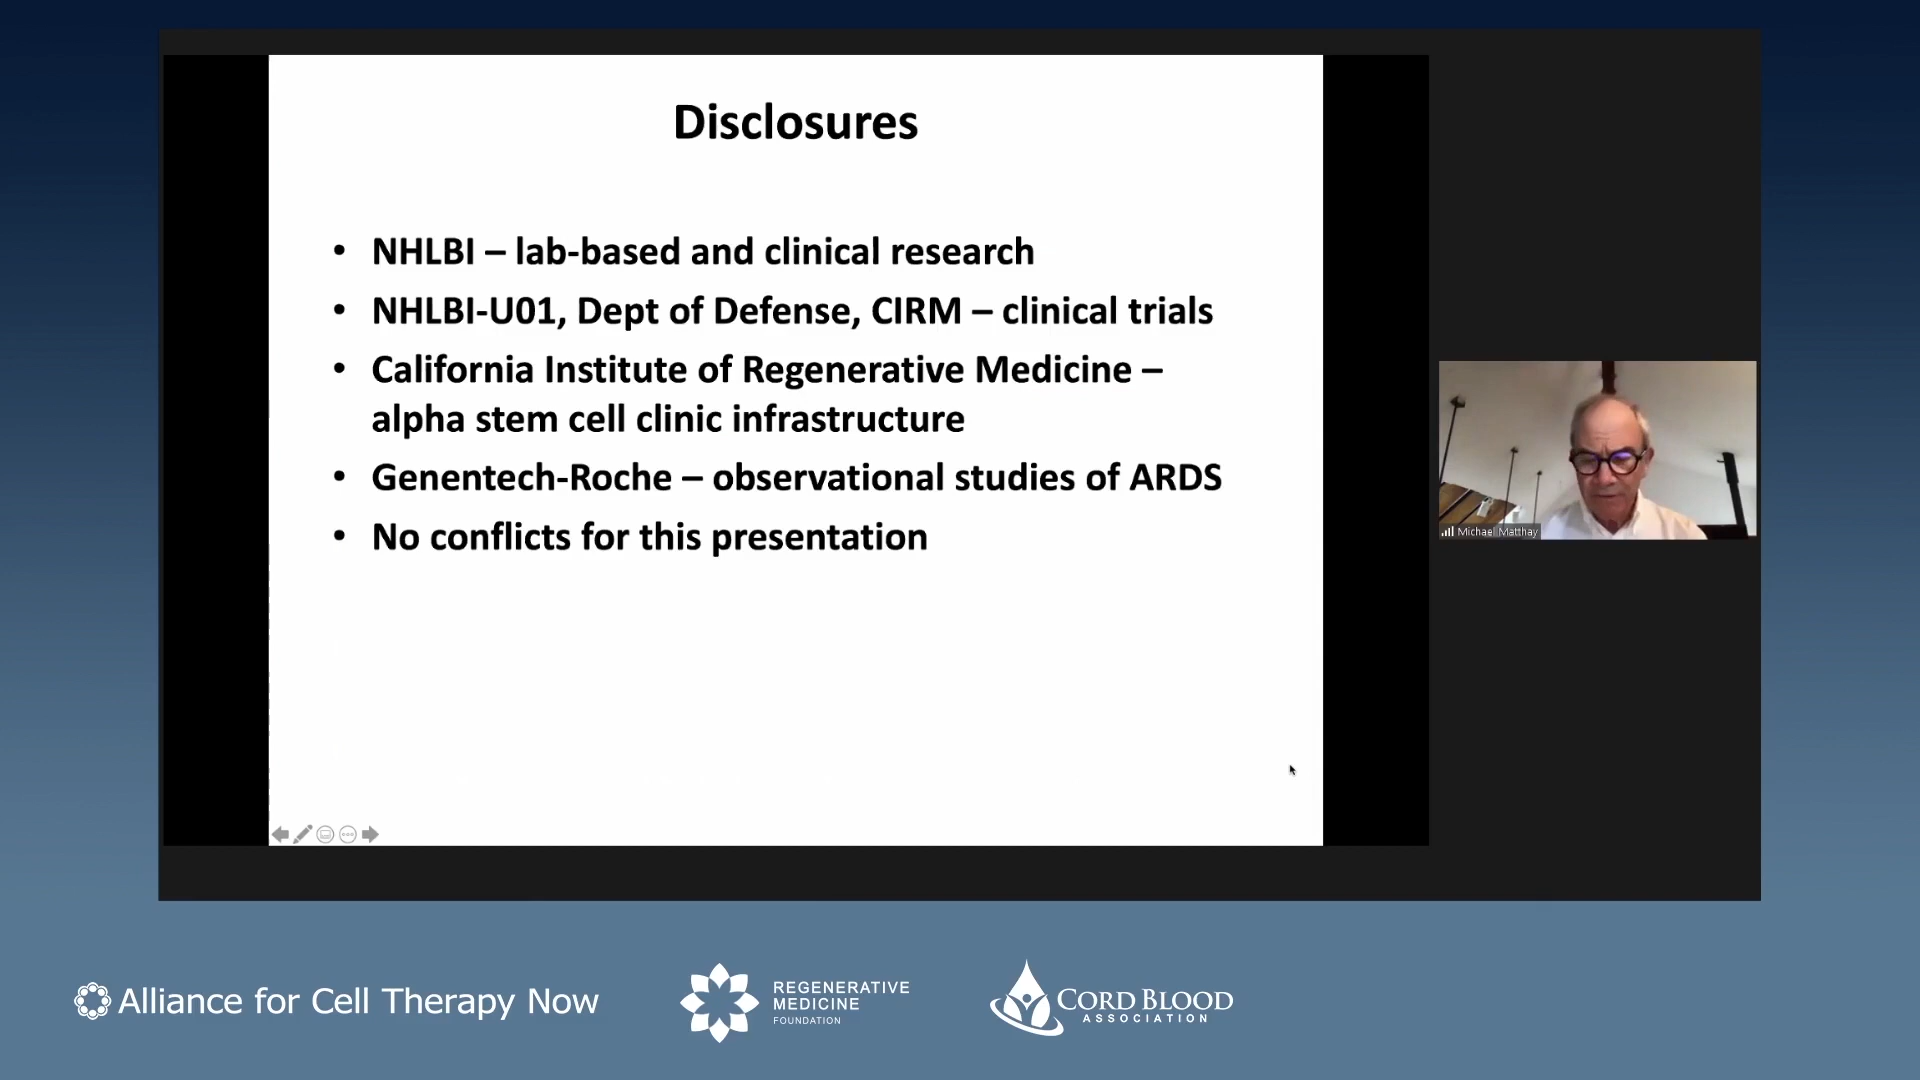 Disclosures
• NHLBI – lab-based and clinical research
• NHLBI-U01, Dept of Defense, CIRM – clinical trials
• California Institute of Regenerative Medicine –
alpha stem cell clinic infrastructure
• Genentech-Roche – observational studies of ARDS
• No conflicts for this presentation
Michael Matthay
Alliance for Cell Therapy Now
REGENERATIVE
MEDICINE
FOUNDATION
CORD BLOOD
ASSOCIATION